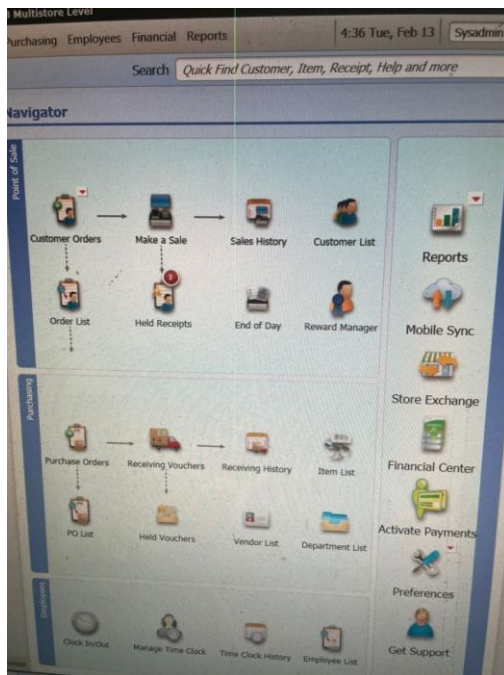 Multistore Level
Purchasing Employees Financial Reports
4:36 Tue, Feb 13
Sysadmin
Search
Quick Find Customer, Item, Receipt, Help and more
Navigator
Point of Sale
Customer Orders
Make a Sale
Sales History
Customer List
Order List
Held Receipts
End of Day
Reward Manager
Purchasing
Purchase Orders
Receiving Vouchers
Receiving History
Item List
PO List
Held Vouchers
Vendor List
Department List
Employees
Clock In/Out
Manage Time Clock
Time Clock History
Employee List
Reports
Mobile Sync
Store Exchange
Financial Center
Activate Payments
Preferences
Get Support